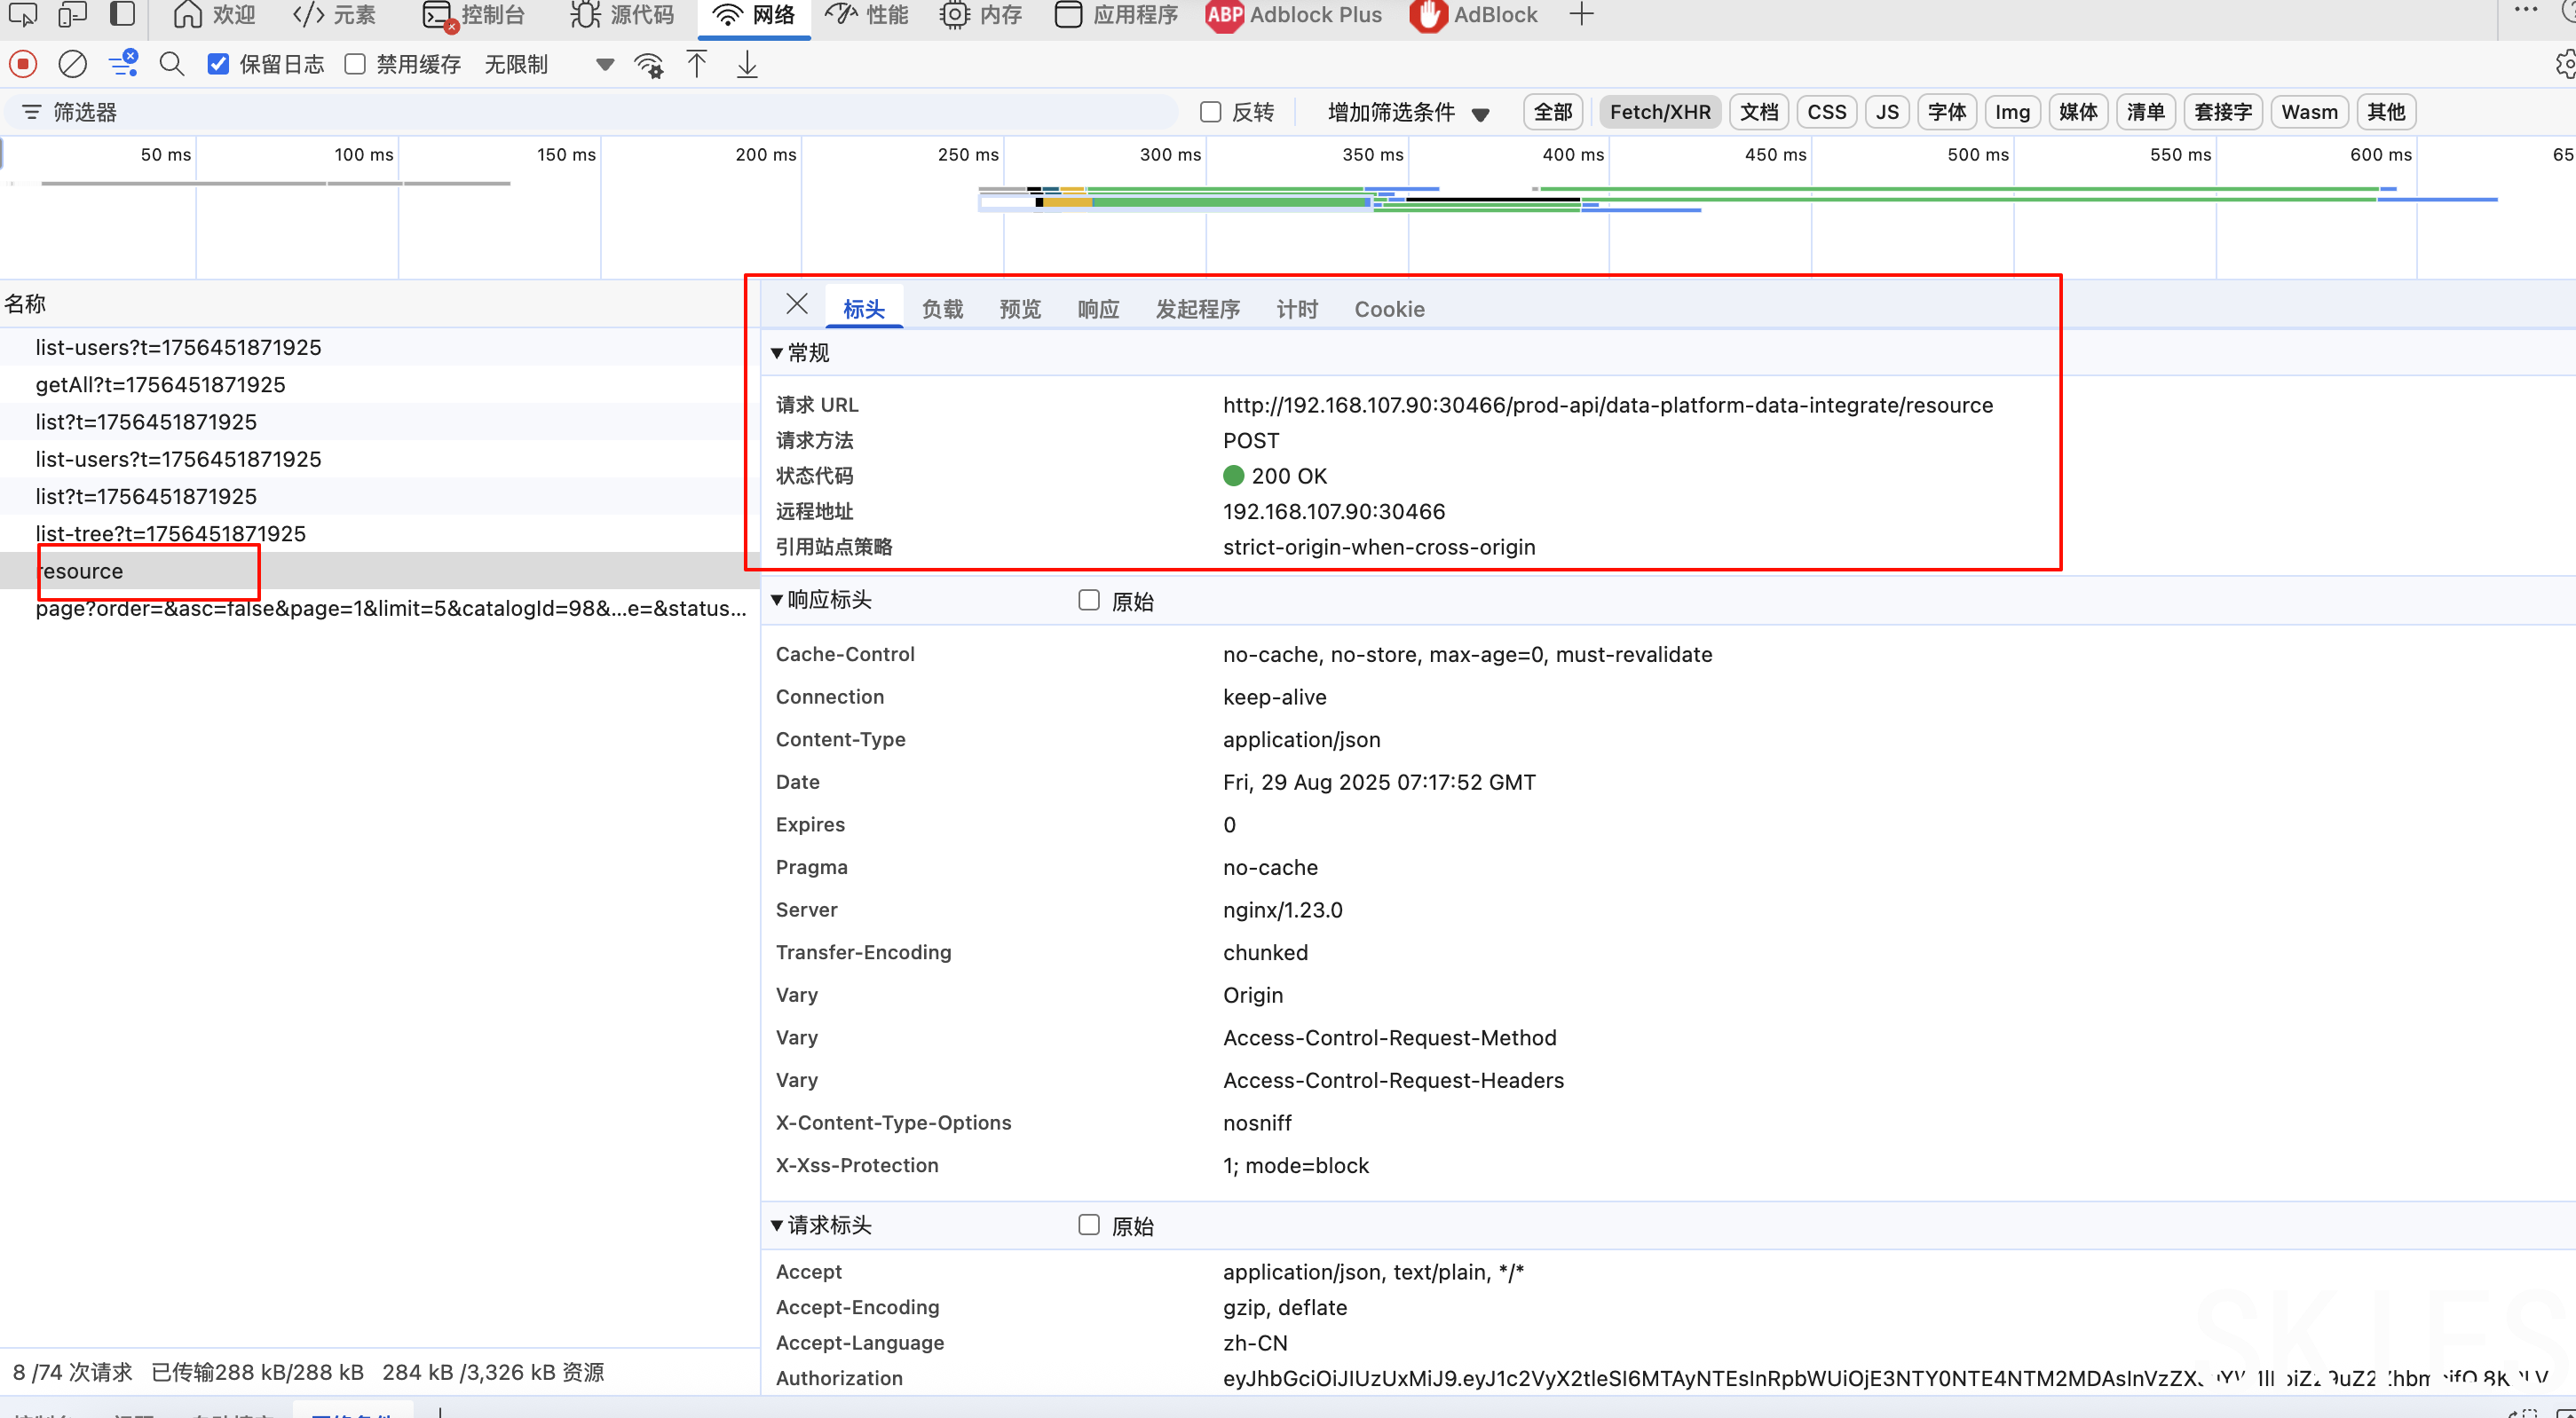 欢迎 元素 控制台 源代码 网络 性能 内存 应用程序 ABP Adblock Plus AdBlock
保留日志 禁用缓存 无限制
筛选器 反转 增加筛选条件 全部 Fetch/XHR 文档 CSS JS 字体 Img 媒体 清单 套接字 Wasm 其他
50 ms 100 ms 150 ms 200 ms 250 ms 300 ms 350 ms 400 ms 450 ms 500 ms 550 ms 600 ms 65
名称
list-users?t=1756451871925
getAll?t=1756451871925
list?t=1756451871925
list-users?t=1756451871925
list?t=1756451871925
list-tree?t=1756451871925
resource
page?order=&asc=false&page=1&limit=5&catalogId=98&...e=&status...
8 /74 次请求 已传输288 kB/288 kB 284 kB /3,326 kB 资源
标头 负载 预览 响应 发起程序 计时 Cookie
常规
请求 URL http://192.168.107.90:30466/prod-api/data-platform-data-integrate/resource
请求方法 POST
状态代码 200 OK
远程地址 192.168.107.90:30466
引用站点策略 strict-origin-when-cross-origin
响应标头 原始
Cache-Control no-cache, no-store, max-age=0, must-revalidate
Connection keep-alive
Content-Type application/json
Date Fri, 29 Aug 2025 07:17:52 GMT
Expires 0
Pragma no-cache
Server nginx/1.23.0
Transfer-Encoding chunked
Vary Origin
Vary Access-Control-Request-Method
Vary Access-Control-Request-Headers
X-Content-Type-Options nosniff
X-Xss-Protection 1; mode=block
请求标头 原始
Accept application/json, text/plain, */*
Accept-Encoding gzip, deflate
Accept-Language zh-CN
Authorization
SKIES